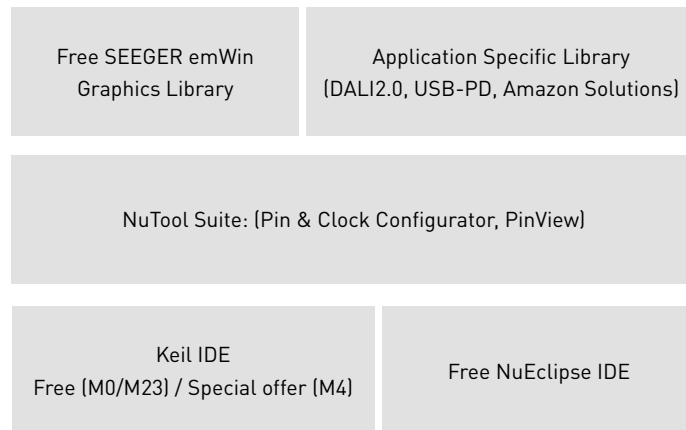 Free SEEGER emWin
Graphics Library
Application Specific Library
(DALI2.0, USB-PD, Amazon Solutions)
NuTool Suite: (Pin & Clock Configurator, PinView)
Keil IDE
Free (M0/M23) / Special offer (M4)
Free NuEclipse IDE